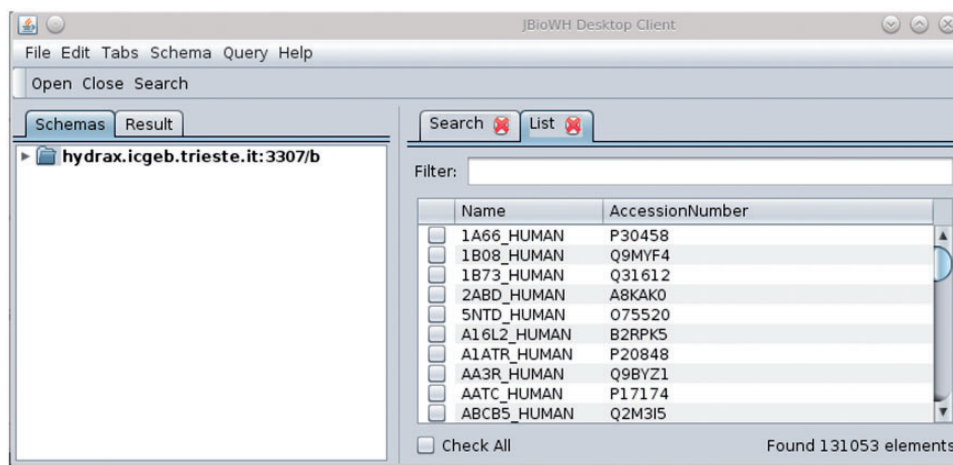 JBioWH Desktop Client
File Edit Tabs Schema Query Help
Open Close Search
Schemas Result
hydrax.icgeb.trieste.it:3307/b
Search List
Filter:
Name AccessionNumber
1A66_HUMAN P30458
1B08_HUMAN Q9MYF4
1B73_HUMAN Q31612
2ABD_HUMAN A8KAK0
5NTD_HUMAN O75520
A16L2_HUMAN B2RPK5
A1ATR_HUMAN P20848
AA3R_HUMAN Q9BYZ1
AATC_HUMAN P17174
ABCB5_HUMAN Q2M3I5
Check All Found 131053 elements